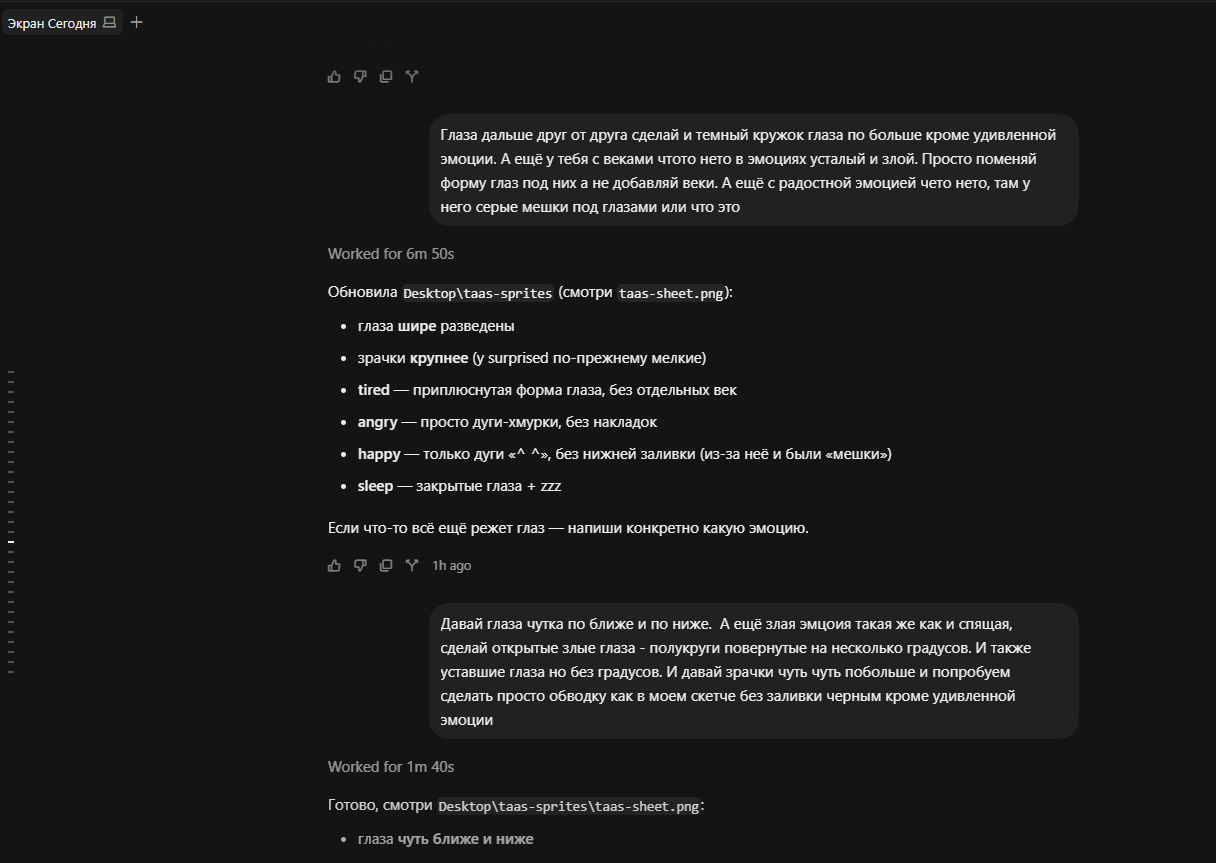 Экран Сегодня
Глаза дальше друг от друга сделай и темный кружок глаза по больше кроме удивленной
эмоции. А ещё у тебя с веками чтото нето в эмоциях усталый и злой. Просто поменяй
форму глаз под них а не добавляй веки. А ещё с радостной эмоцией чето нето, там у
него серые мешки под глазами или что это
Worked for 6m 50s
Обновила Desktop\taas-sprites (смотри taas-sheet.png):
• глаза шире разведены
• зрачки крупнее (у surprised по-прежнему мелкие)
• tired — приплюснутая форма глаза, без отдельных век
• angry — просто дуги-хмурки, без накладок
• happy — только дуги «^ ^», без нижней заливки (из-за неё и были «мешки»)
• sleep — закрытые глаза + zzz
Если что-то всё ещё режет глаз — напиши конкретно какую эмоцию.
1h ago
Давай глаза чутка по ближе и по ниже. А ещё злая эмцоия такая же как и спящая,
сделай открытые злые глаза - полукруги повернутые на несколько градусов. И также
уставшие глаза но без градусов. И давай зрачки чуть чуть побольше и попробуем
сделать просто обводку как в моем скетче без заливки черным кроме удивленной
эмоции
Worked for 1m 40s
Готово, смотри Desktop\taas-sprites\taas-sheet.png:
• глаза чуть ближе и ниже